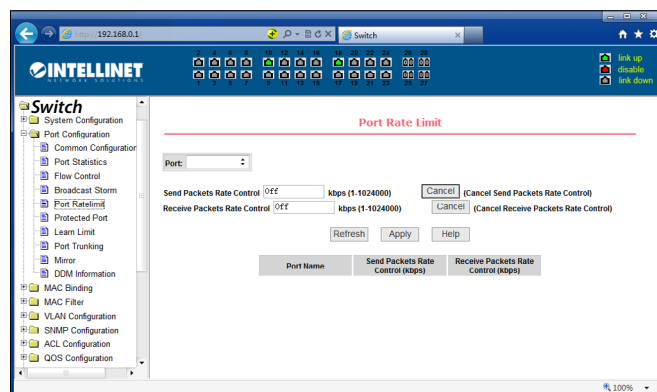 http://192.168.0.1/
Switch
INTELLINET
NETWORK SOLUTIONS
2 4 6 8 10 12 14 16 18 20 22 24 26 28
1 3 5 7 9 11 13 15 17 19 21 23 25 27
link up
disable
link down
Switch
System Configuration
Port Configuration
Common Configuration
Port Statistics
Flow Control
Broadcast Storm
Port Ratelimit
Protected Port
Learn Limit
Port Trunking
Mirror
DDM Information
MAC Binding
MAC Filter
VLAN Configuration
SNMP Configuration
ACL Configuration
QOS Configuration
Port Rate Limit
Port:
Send Packets Rate Control Off kbps (1-1024000) Cancel (Cancel Send Packets Rate Control)
Receive Packets Rate Control Off kbps (1-1024000) Cancel (Cancel Receive Packets Rate Control)
Refresh Apply Help
Port Name Send Packets Rate Control (kbps) Receive Packets Rate Control (kbps)
100%